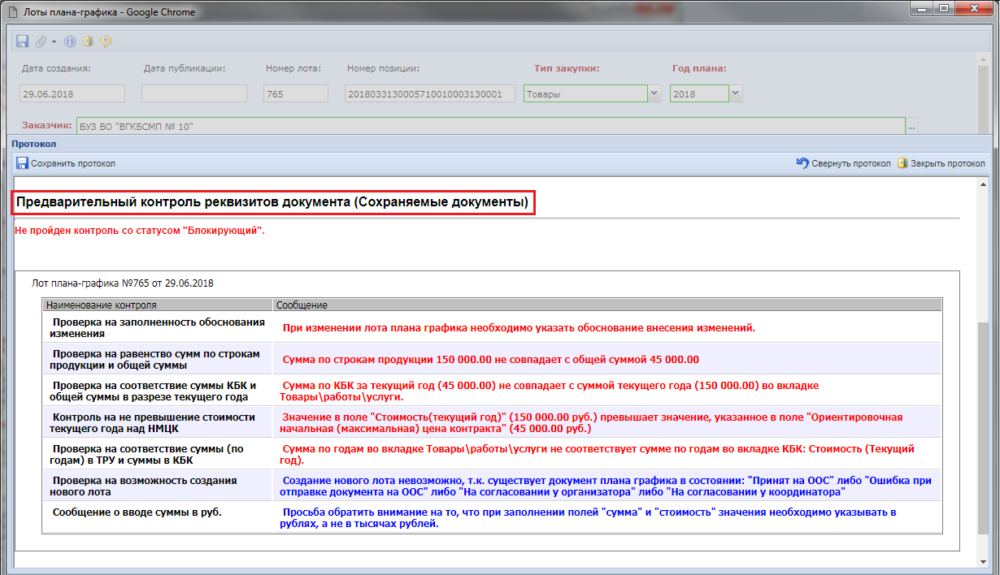 Лоты плана-графика - Google Chrome
Дата создания: Дата публикации: Номер лота: Номер позиции: Тип закупки: Год плана:
29.06.2018 765 2018033130005710010003130001 Товары 2018
Заказчик: БУЗ ВО "ВГКБСМП № 10" ...
Протокол
Сохранить протокол Свернуть протокол Закрыть протокол
Предварительный контроль реквизитов документа (Сохраняемые документы)
Не пройден контроль со статусом "Блокирующий".
Лот плана-графика №765 от 29.06.2018
Наименование контроля Сообщение
Проверка на заполненность обоснования
изменения
При изменении лота плана графика необходимо указать обоснование внесения изменений.
Проверка на равенство сумм по строкам
продукции и общей суммы
Сумма по строкам продукции 150 000.00 не совпадает с общей суммой 45 000.00
Проверка на соответствие суммы КБК и
общей суммы в разрезе текущего года
Сумма по КБК за текущий год (45 000.00) не совпадает с суммой текущего года (150 000.00) во вкладке
Товары\работы\услуги.
Контроль на не превышение стоимости
текущего года над НМЦК
Значение в поле "Стоимость(текущий год)" (150 000.00 руб.) превышает значение, указанное в поле "Ориентировочная
начальная (максимальная) цена контракта" (45 000.00 руб.)
Проверка на соответствие суммы (по
годам) в ТРУ и суммы в КБК
Сумма по годам во вкладке Товары\работы\услуги не соответствует сумме по годам во вкладке КБК: Стоимость (Текущий
год).
Проверка на возможность создания
нового лота
Создание нового лота невозможно, т.к. существует документ плана графика в состоянии: "Принят на ООС" либо "Ошибка при
отправке документа на ООС" либо "На согласовании у организатора" либо "На согласовании у координатора"
Сообщение о вводе суммы в руб.
Просьба обратить внимание на то, что при заполнении полей "сумма" и "стоимость" значения необходимо указывать в
рублях, а не в тысячах рублей.